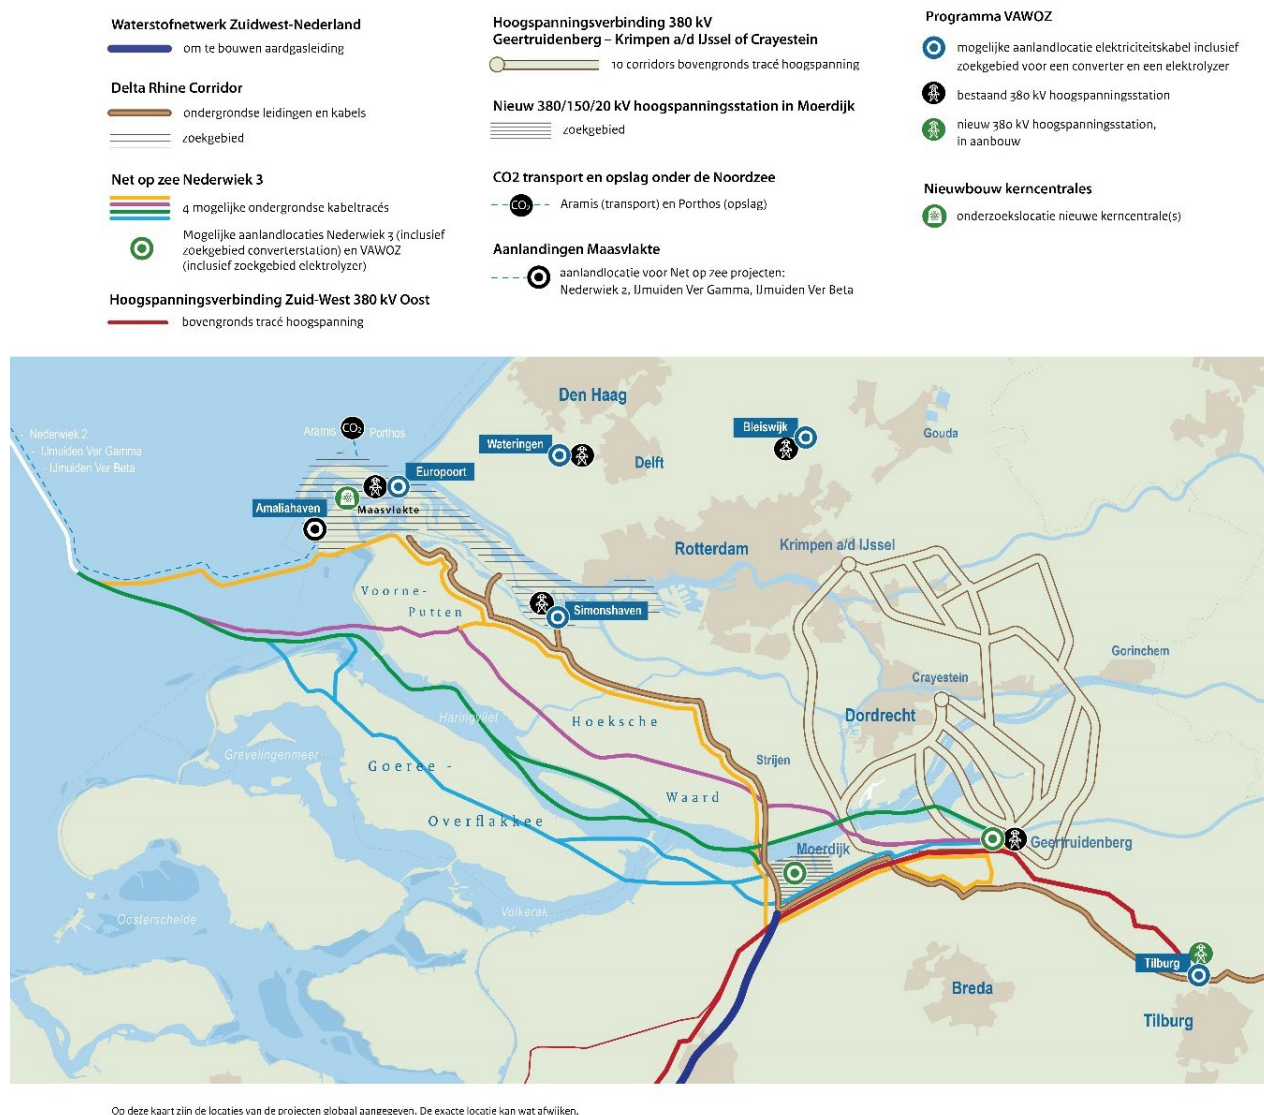 Waterstofnetwerk Zuidwest-Nederland
om te bouwen aardgasleiding
Delta Rhine Corridor
ondergrondse leidingen en kabels
zoekgebied
Net op zee Nederwiek 3
4 mogelijke ondergrondse kabeltracés
Mogelijke aanlandlocaties Nederwiek 3 (inclusief
zoekgebied converterstation) en VAWOZ
(inclusief zoekgebied elektrolyzer)
Hoogspanningsverbinding Zuid-West 380 kV Oost
bovengronds tracé hoogspanning
Hoogspanningsverbinding 380 kV
Geertruidenberg – Krimpen a/d IJssel of Crayestein
10 corridors bovengronds tracé hoogspanning
Nieuw 380/150/20 kV hoogspanningsstation in Moerdijk
zoekgebied
CO2 transport en opslag onder de Noordzee
CO2
Aramis (transport) en Porthos (opslag)
Aanlandingen Maasvlakte
aanlandlocatie voor Net op zee projecten:
Nederwiek 2, IJmuiden Ver Gamma, IJmuiden Ver Beta
Programma VAWOZ
mogelijke aanlandlocatie elektriciteitskabel inclusief
zoekgebied voor een converter en een elektrolyzer
bestaand 380 kV hoogspanningsstation
nieuw 380 kV hoogspanningsstation,
in aanbouw
Nieuwbouw kerncentrales
onderzoekslocatie nieuwe kerncentrale(s)
Den Haag
Bleiswijk
Gouda
Aramis
CO2
Porthos
- Nederwiek 2
- IJmuiden Ver Gamma
- IJmuiden Ver Beta
Wateringen
Delft
Europoort
Amaliahaven
Maasvlakte
Rotterdam
Krimpen a/d IJssel
Voorne-
Putten
Simonshaven
Gorinchem
Crayestein
Dordrecht
Haringvliet
Hoeksche
Grevelingenmeer
Goeree -
Strijen
Waard
Overflakkee
Moerdijk
Geertruidenberg
Volkerak
Oosterschelde
Tilburg
Breda
Tilburg
Op deze kaart zijn de locaties van de projecten globaal aangegeven. De exacte locatie kan wat afwijken.